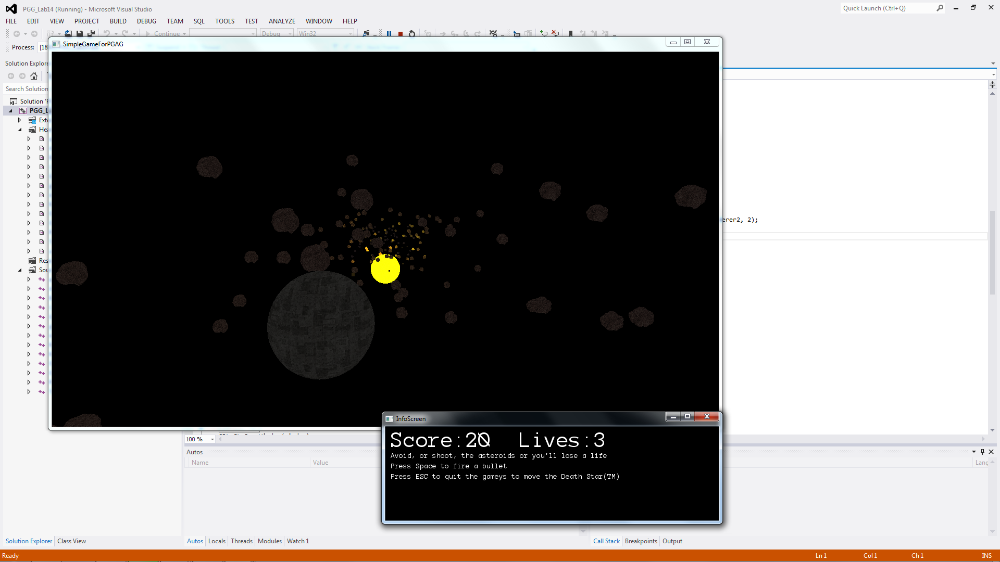 PGG_Lab14 (Running) - Microsoft Visual Studio
Quick Launch (Ctrl+Q)
FILE EDIT VIEW PROJECT BUILD DEBUG TEAM SQL TOOLS TEST ANALYZE WINDOW HELP
Continue Debug Win32
Process: [18
SimpleGameForPGAG
Solution Explore
Search Solution
Solution 'P
PGG_L
Exte
Hea
erer2, 2);
Res
Sou
InfoScreen
Score:20 Lives:3
Avoid, or shoot, the asteroids or you'll lose a life
Press Space to fire a bullet
Press ESC to quit the gameys to move the Death Star(TM)
100 %
Autos
Name Value Lang
Solution Explorer Class View Autos Locals Threads Modules Watch 1 Call Stack Breakpoints Output
Ready Ln 1 Col 1 Ch 1 INS